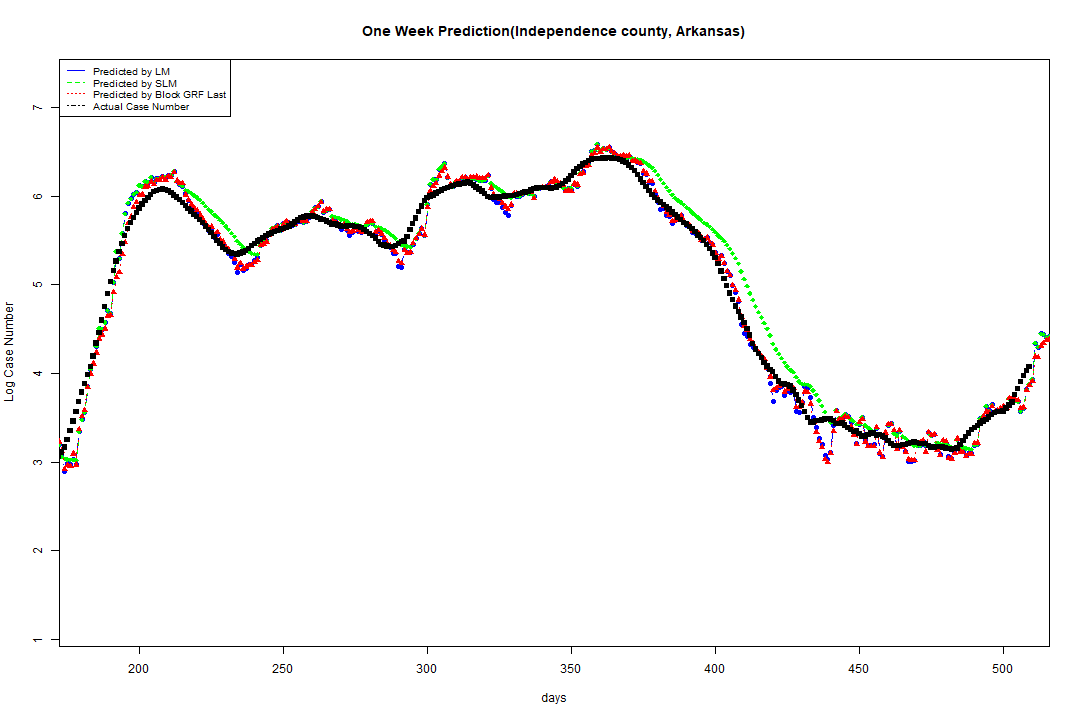 One Week Prediction(Independence county, Arkansas)
Predicted by LM
Predicted by SLM
Predicted by Block GRF Last
Actual Case Number
7
6
5
4
3
2
1
Log Case Number
200 250 300 350 400 450 500
days